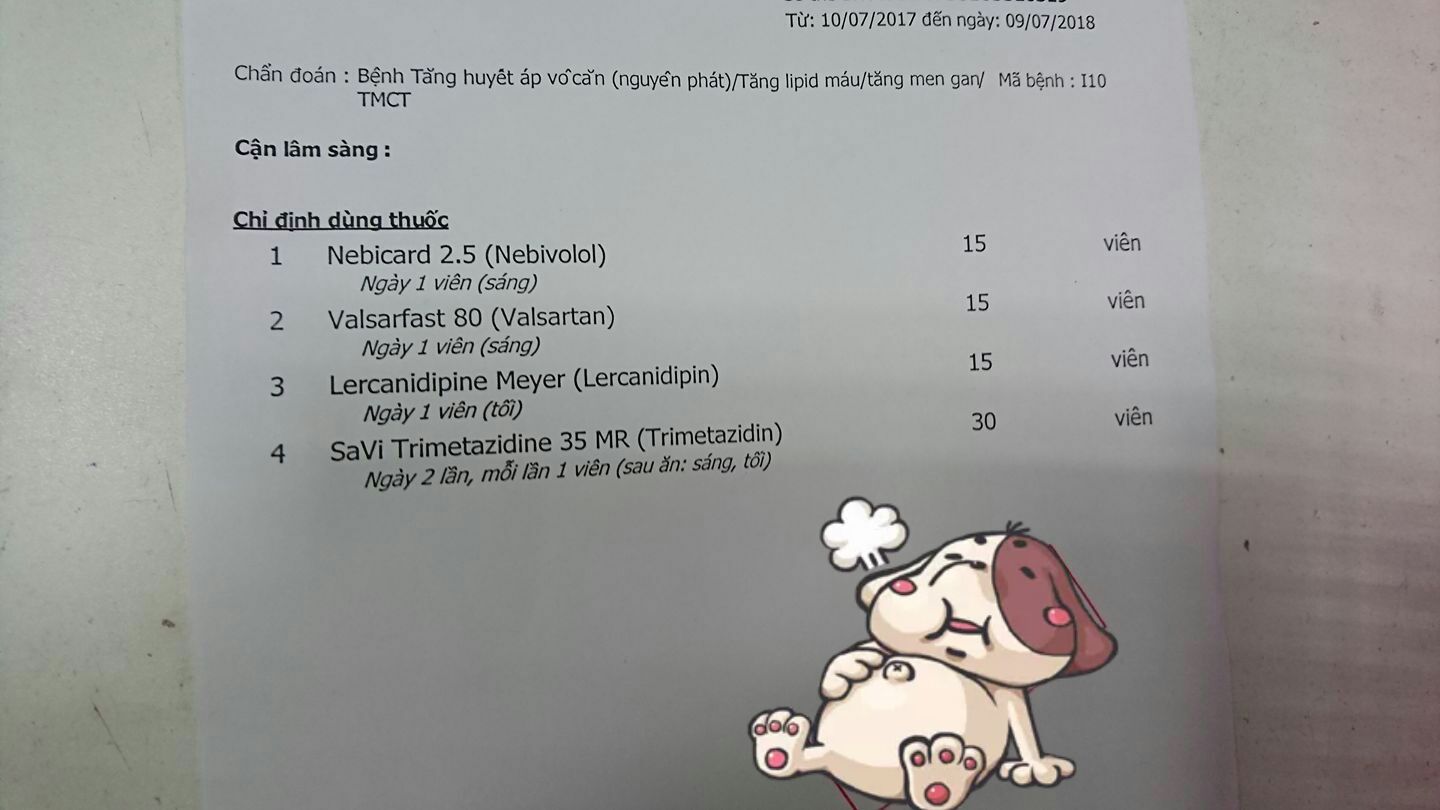 Từ: 10/07/2017 đến ngày: 09/07/2018
Chẩn đoán : Bệnh Tăng huyết áp vô căn (nguyên phát)/Tăng lipid máu/tăng men gan/ Mã bệnh : I10
TMCT
Cận lâm sàng :
Chỉ định dùng thuốc
1 Nebicard 2.5 (Nebivolol) 15 viên
Ngày 1 viên (sáng)
2 Valsarfast 80 (Valsartan) 15 viên
Ngày 1 viên (sáng)
3 Lercanidipine Meyer (Lercanidipin) 15 viên
Ngày 1 viên (tối)
4 SaVi Trimetazidine 35 MR (Trimetazidin) 30 viên
Ngày 2 lần, mỗi lần 1 viên (sau ăn: sáng, tối)